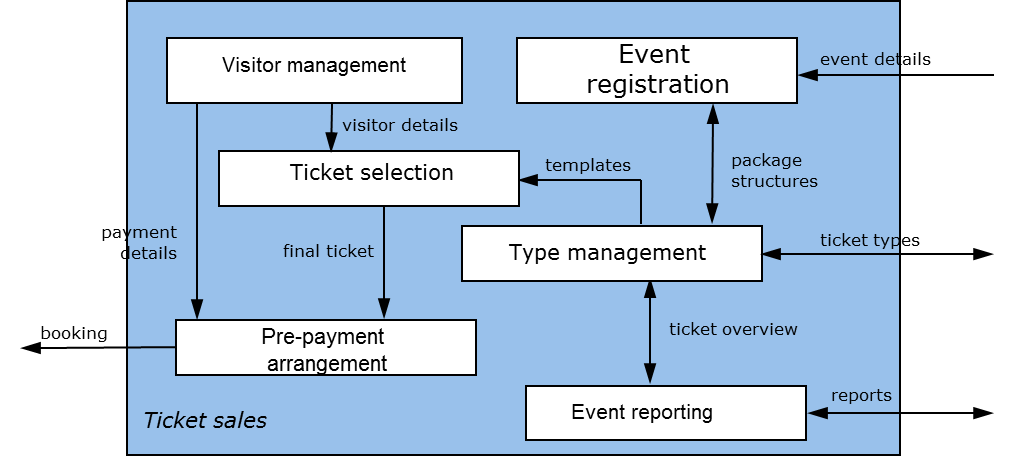 Visitor management
Event
registration
event details
visitor details
Ticket selection
templates
package
structures
payment
details
final ticket
Type management
ticket types
booking
Pre-payment
arrangement
ticket overview
reports
Event reporting
Ticket sales